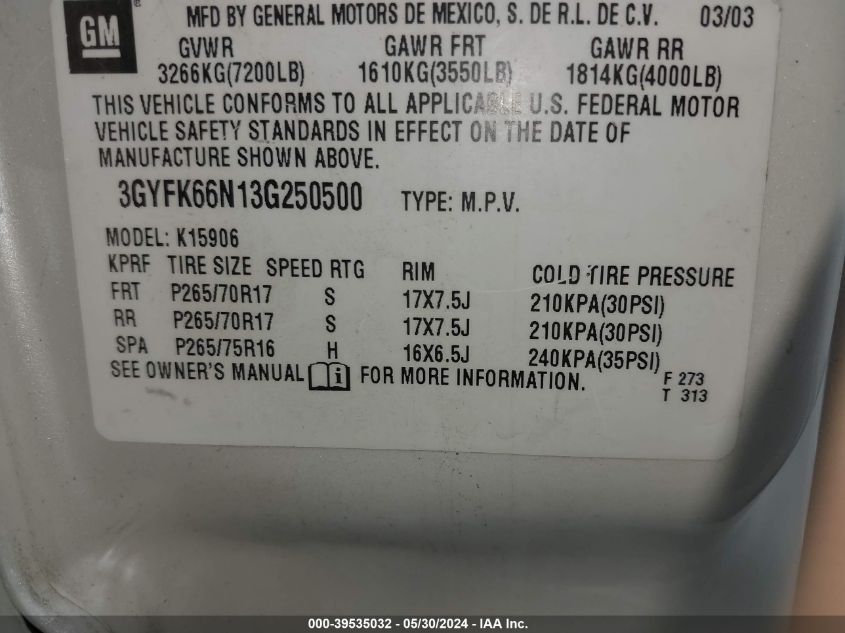 GM ®
MFD BY GENERAL MOTORS DE MEXICO, S. DE R.L. DE C.V. 03/03
GVWR GAWR FRT GAWR RR
3266KG(7200LB) 1610KG(3550LB) 1814KG(4000LB)
THIS VEHICLE CONFORMS TO ALL APPLICABLE U.S. FEDERAL MOTOR
VEHICLE SAFETY STANDARDS IN EFFECT ON THE DATE OF
MANUFACTURE SHOWN ABOVE.
3GYFK66N13G250500 TYPE: M.P.V.
MODEL: K15906
KPRF TIRE SIZE SPEED RTG RIM COLD TIRE PRESSURE
FRT P265/70R17 S 17X7.5J 210KPA(30PSI)
RR P265/70R17 S 17X7.5J 210KPA(30PSI)
SPA P265/75R16 H 16X6.5J 240KPA(35PSI)
SEE OWNER'S MANUAL i FOR MORE INFORMATION.
F 273
T 313
000-39535032 - 05/30/2024 - IAA Inc.